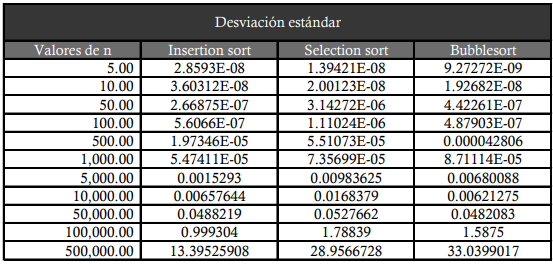 Desviación estándar
Valores de n Insertion sort Selection sort Bubblesort
5.00 2.8593E-08 1.39421E-08 9.27272E-09
10.00 3.60312E-08 2.00123E-08 1.92682E-08
50.00 2.66875E-07 3.14272E-06 4.42261E-07
100.00 5.6066E-07 1.11024E-06 4.87903E-07
500.00 1.97346E-05 5.51073E-05 0.000042806
1,000.00 5.47411E-05 7.35699E-05 8.71114E-05
5,000.00 0.0015293 0.00983625 0.00680088
10,000.00 0.00657644 0.0168379 0.00621275
50,000.00 0.0488219 0.0527662 0.0482083
100,000.00 0.999304 1.78839 1.5875
500,000.00 13.39525908 28.9566728 33.0399017